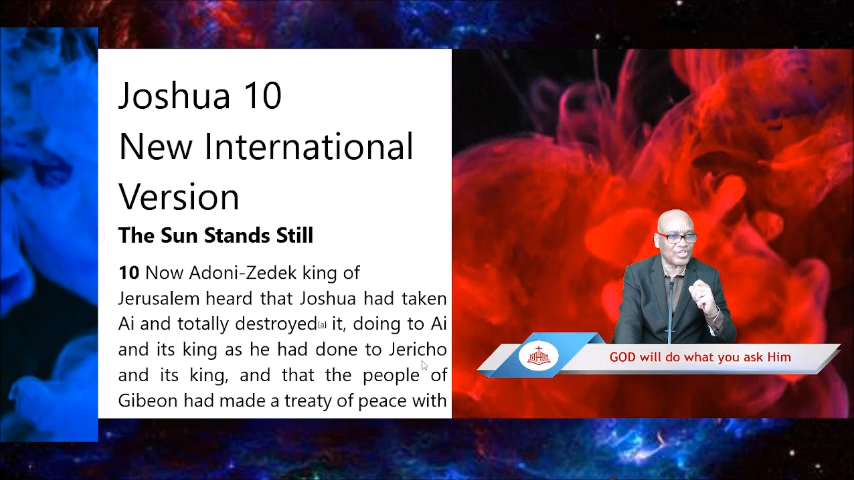 Joshua 10
New International
Version
The Sun Stands Still
10 Now Adoni-Zedek king of
Jerusalem heard that Joshua had taken
Ai and totally destroyed[a] it, doing to Ai
and its king as he had done to Jericho
and its king, and that the people of
Gibeon had made a treaty of peace with
GOD will do what you ask Him